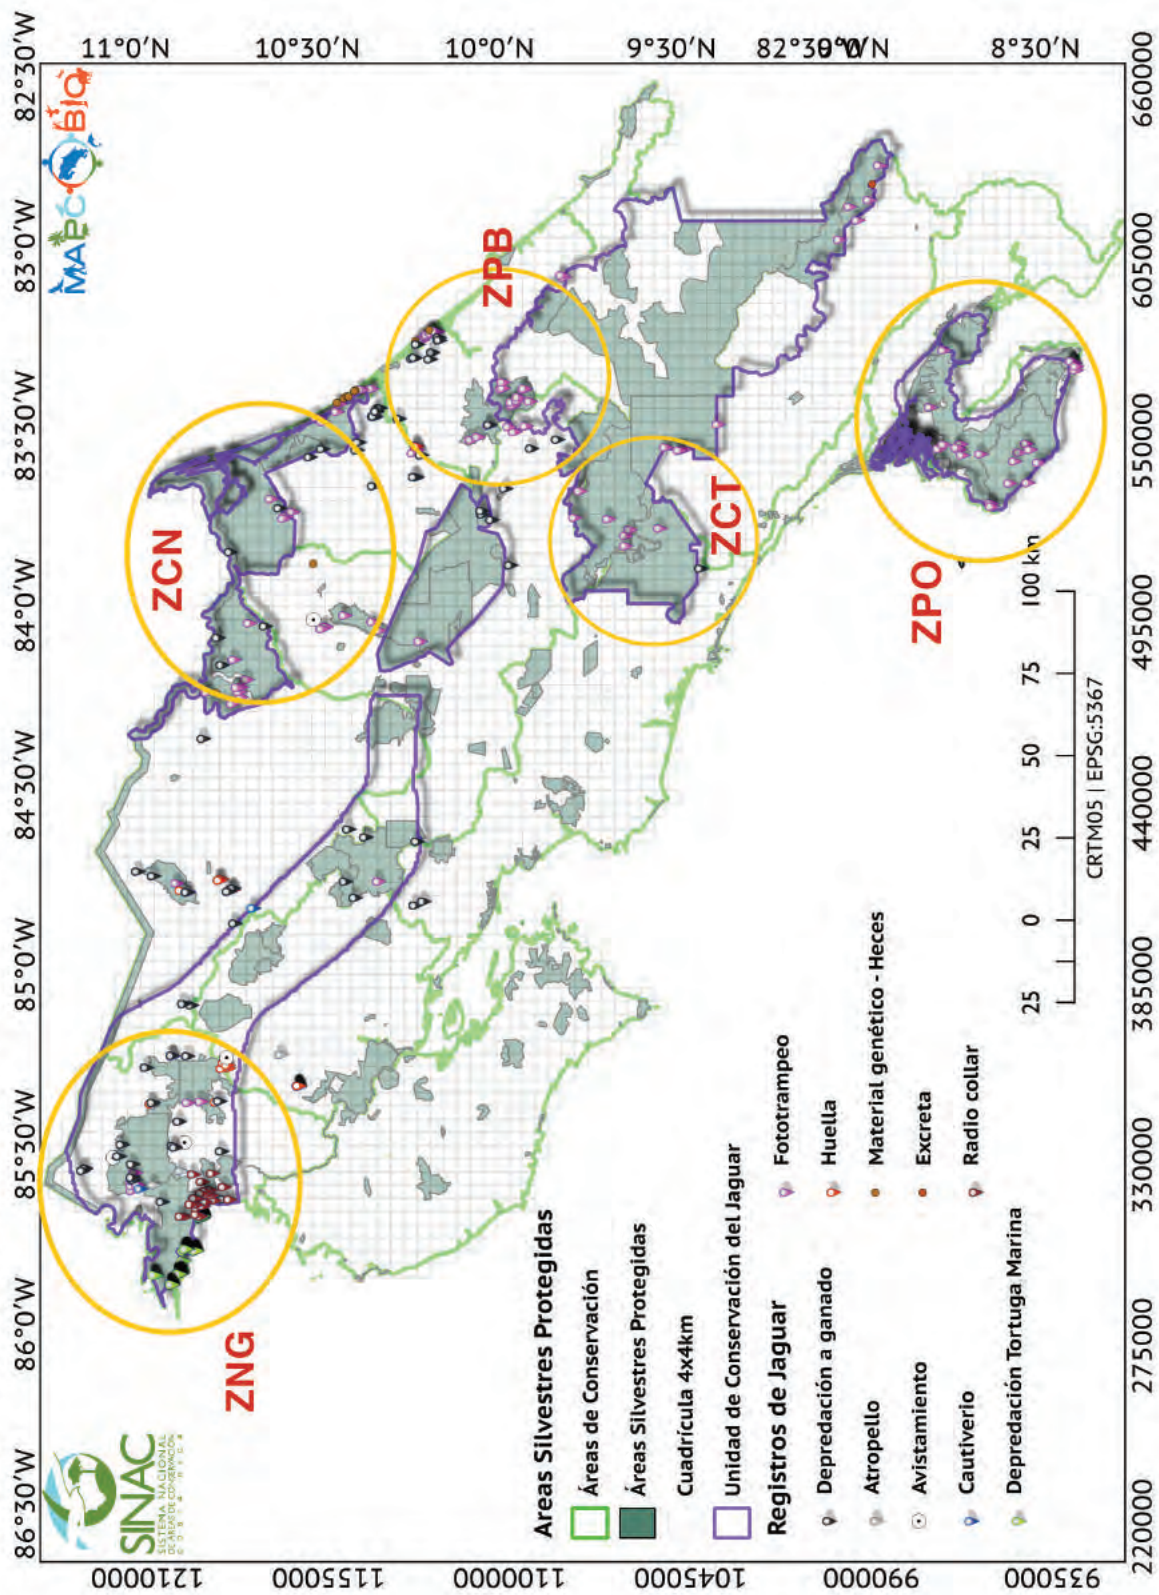 86°30'W
86°0'W
85°30'W
85°0'W
84°30'W
84°0'W
83°30'W
83°0'W
82°30'W
11°0'N
10°30'N
10°0'N
9°30'N
82°30'W
8°30'N
SINAC
SISTEMA NACIONAL
DE ÁREAS DE CONSERVACIÓN
COSTA RICA
MAPCOBIO
ZNG
ZCN
ZPB
ZCT
ZPO
Areas Silvestres Protegidas
Áreas de Conservación
Áreas Silvestres Protegidas
Cuadrícula 4x4km
Unidad de Conservación del Jaguar
Registros de Jaguar
Depredación a ganado
Atropello
Avistamiento
Cautiverio
Depredación Tortuga Marina
Fototrampeo
Huella
Material genético - Heces
Excreta
Radio collar
25 0 25 50 75 100 km
CRTM05 | EPSG:5367
1210000
1155000
1100000
1045000
990000
935000
220000
275000
330000
385000
440000
495000
550000
605000
660000